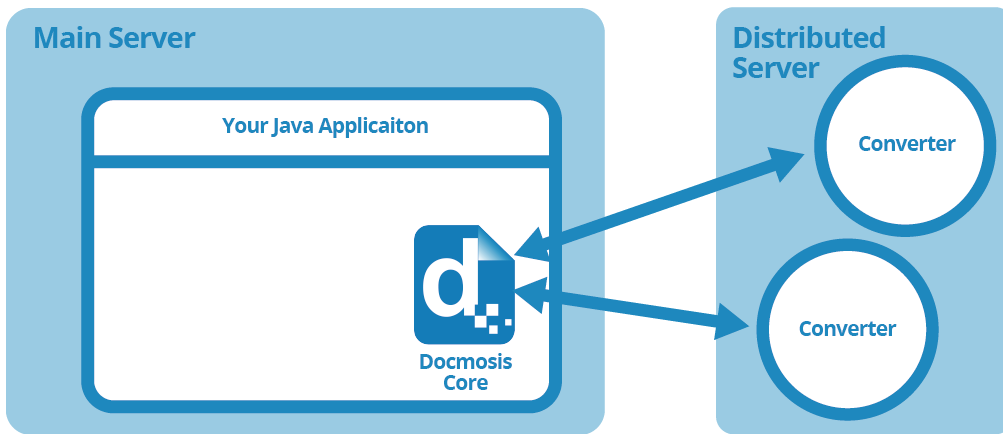 Main Server
Your Java Applicaiton
d
Docmosis
Core
Distributed
Server
Converter
Converter